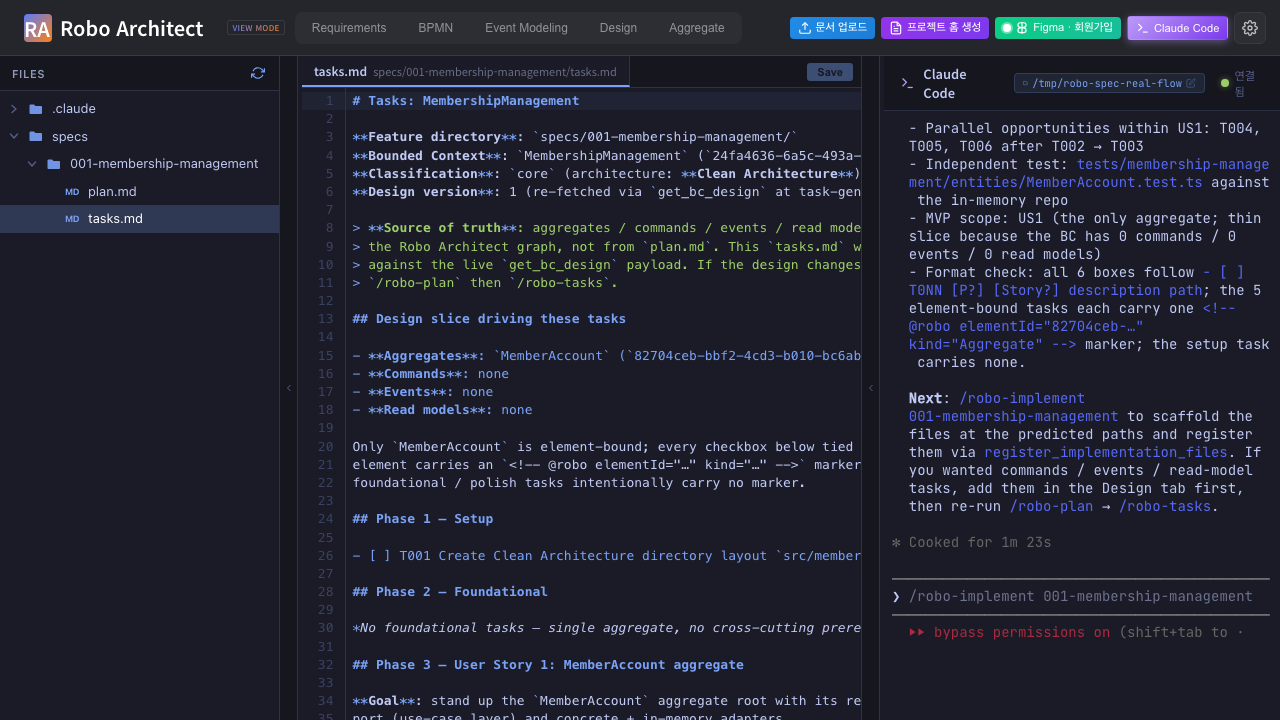 RA Robo Architect
VIEW MODE
Requirements
BPMN
Event Modeling
Design
Aggregate
문서 업로드
프로젝트 홈 생성
Figma · 회원가입
Claude Code
FILES
.claude
specs
001-membership-management
MD plan.md
MD tasks.md
tasks.md specs/001-membership-management/tasks.md
Save
1 # Tasks: MembershipManagement
2
3 **Feature directory**: `specs/001-membership-management/`
4 **Bounded Context**: `MembershipManagement` (`24fa4636-6a5c-493a-
5 **Classification**: `core` (architecture: **Clean Architecture**)
6 **Design version**: 1 (re-fetched via `get_bc_design` at task-gen
7
8 > **Source of truth**: aggregates / commands / events / read mode
9 > the Robo Architect graph, not from `plan.md`. This `tasks.md` w
10 > against the live `get_bc_design` payload. If the design changes
11 > `/robo-plan` then `/robo-tasks`.
12
13 ## Design slice driving these tasks
14
15 - **Aggregates**: `MemberAccount` (`82704ceb-bbf2-4cd3-b010-bc6ab
16 - **Commands**: none
17 - **Events**: none
18 - **Read models**: none
19
20 Only `MemberAccount` is element-bound; every checkbox below tied
21 element carries an `<!-- @robo elementId="…" kind="…" -->` marker
22 foundational / polish tasks intentionally carry no marker.
23
24 ## Phase 1 — Setup
25
26 - [ ] T001 Create Clean Architecture directory layout `src/member
27
28 ## Phase 2 — Foundational
29
30 *No foundational tasks — single aggregate, no cross-cutting prere
31
32 ## Phase 3 — User Story 1: MemberAccount aggregate
33
34 **Goal**: stand up the `MemberAccount` aggregate root with its re
35 port (use-case layer) and concrete + in-memory adapters.
Claude Code
/tmp/robo-spec-real-flow
연결됨
- Parallel opportunities within US1: T004,
T005, T006 after T002 → T003
- Independent test: tests/membership-manage
ment/entities/MemberAccount.test.ts against
the in-memory repo
- MVP scope: US1 (the only aggregate; thin
slice because the BC has 0 commands / 0
events / 0 read models)
- Format check: all 6 boxes follow - [ ]
T0NN [P?] [Story?] description path; the 5
element-bound tasks each carry one <!--
@robo elementId="82704ceb-…"
kind="Aggregate" --> marker; the setup task
carries none.
Next: /robo-implement
001-membership-management to scaffold the
files at the predicted paths and register
them via register_implementation_files. If
you wanted commands / events / read-model
tasks, add them in the Design tab first,
then re-run /robo-plan → /robo-tasks.
✻ Cooked for 1m 23s
❯ /robo-implement 001-membership-management
⏵⏵ bypass permissions on (shift+tab to ·